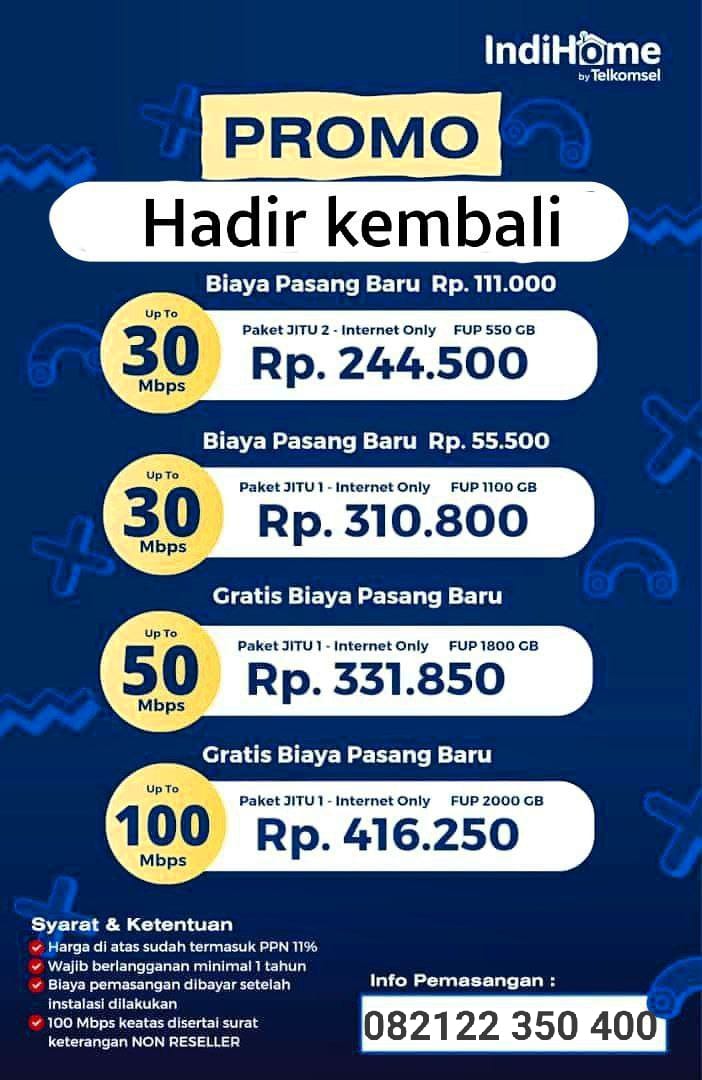 IndiHome
by Telkomsel
PROMO
Hadir kembali
Biaya Pasang Baru Rp. 111.000
Up To
30
Mbps
Paket JITU 2 - Internet Only FUP 550 GB
Rp. 244.500
Biaya Pasang Baru Rp. 55.500
Up To
30
Mbps
Paket JITU 1 - Internet Only FUP 1100 GB
Rp. 310.800
Gratis Biaya Pasang Baru
Up To
50
Mbps
Paket JITU 1 - Internet Only FUP 1800 GB
Rp. 331.850
Gratis Biaya Pasang Baru
Up To
100
Mbps
Paket JITU 1 - Internet Only FUP 2000 GB
Rp. 416.250
Syarat & Ketentuan
Harga di atas sudah termasuk PPN 11%
Wajib berlangganan minimal 1 tahun
Biaya pemasangan dibayar setelah
instalasi dilakukan
100 Mbps keatas disertai surat
keterangan NON RESELLER
Info Pemasangan :
082122 350 400